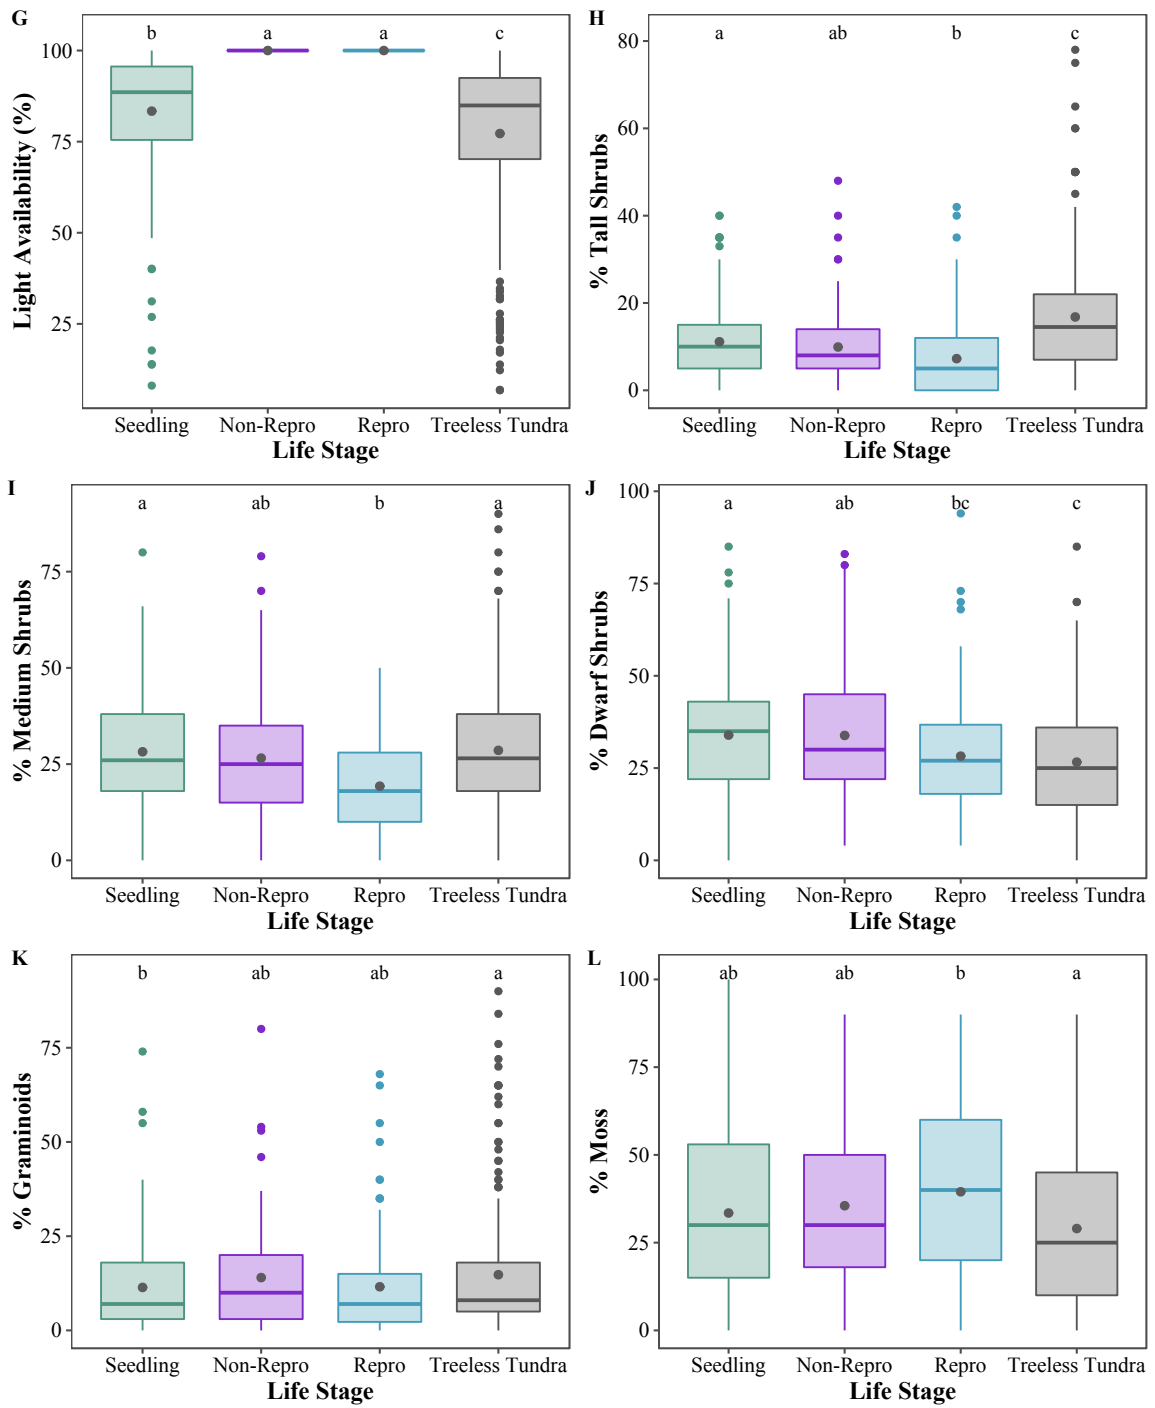 G
b a a c
100
75
50
25
Light Availability (%)
Seedling Non-Repro Repro Treeless Tundra
Life Stage
H
a ab b c
80
60
40
20
0
% Tall Shrubs
Seedling Non-Repro Repro Treeless Tundra
Life Stage
I
a ab b a
75
50
25
0
% Medium Shrubs
Seedling Non-Repro Repro Treeless Tundra
Life Stage
J
a ab bc c
100
75
50
25
0
% Dwarf Shrubs
Seedling Non-Repro Repro Treeless Tundra
Life Stage
K
b ab ab a
75
50
25
0
% Graminoids
Seedling Non-Repro Repro Treeless Tundra
Life Stage
L
ab ab b a
100
75
50
25
0
% Moss
Seedling Non-Repro Repro Treeless Tundra
Life Stage